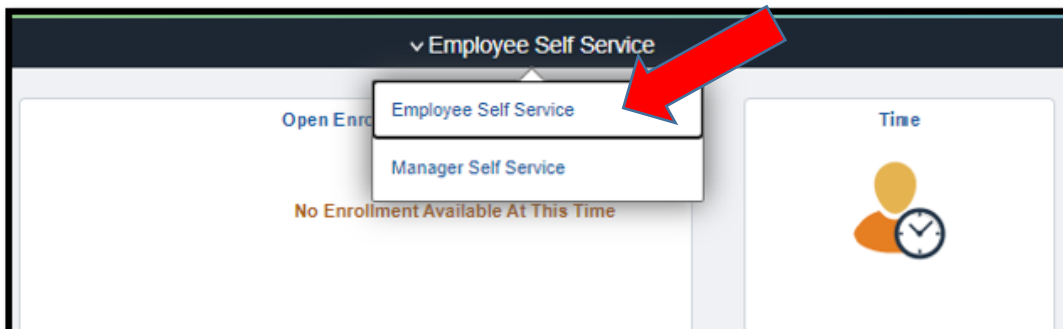 Employee Self Service
Employee Self Service
Open Enro
Time
Manager Self Service
No Enrollment Available At This Time